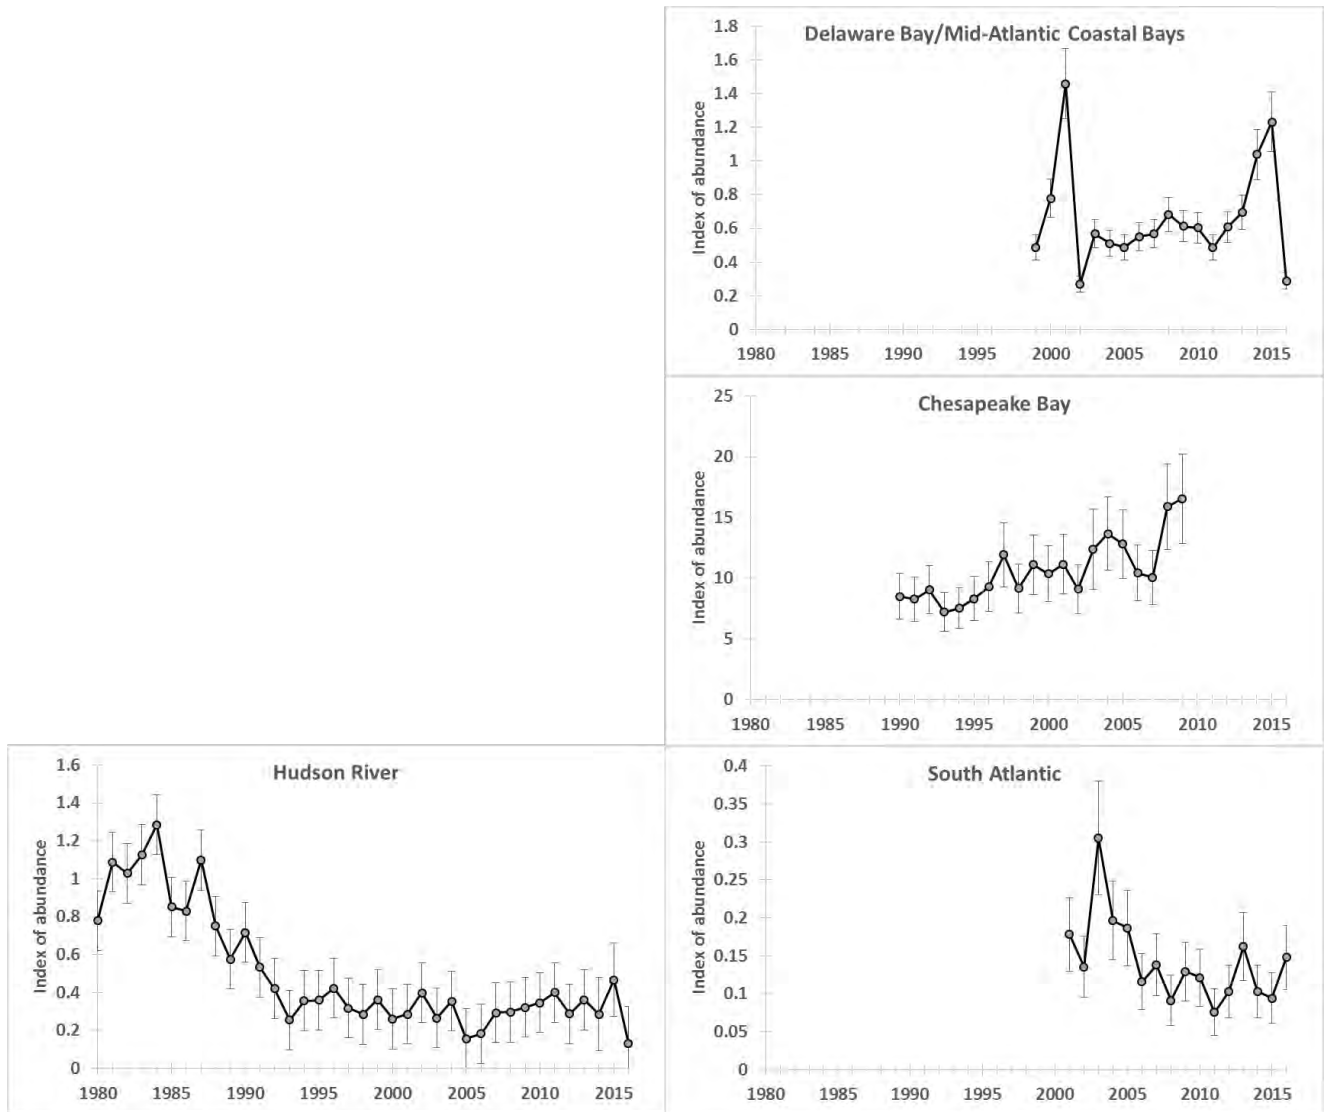 Delaware Bay/Mid-Atlantic Coastal Bays
Index of abundance
1.8
1.6
1.4
1.2
1
0.8
0.6
0.4
0.2
0
1980 1985 1990 1995 2000 2005 2010 2015
Chesapeake Bay
Index of abundance
25
20
15
10
5
0
1980 1985 1990 1995 2000 2005 2010 2015
Hudson River
Index of abundance
1.6
1.4
1.2
1
0.8
0.6
0.4
0.2
0
1980 1985 1990 1995 2000 2005 2010 2015
South Atlantic
Index of abundance
0.4
0.35
0.3
0.25
0.2
0.15
0.1
0.05
0
1980 1985 1990 1995 2000 2005 2010 2015